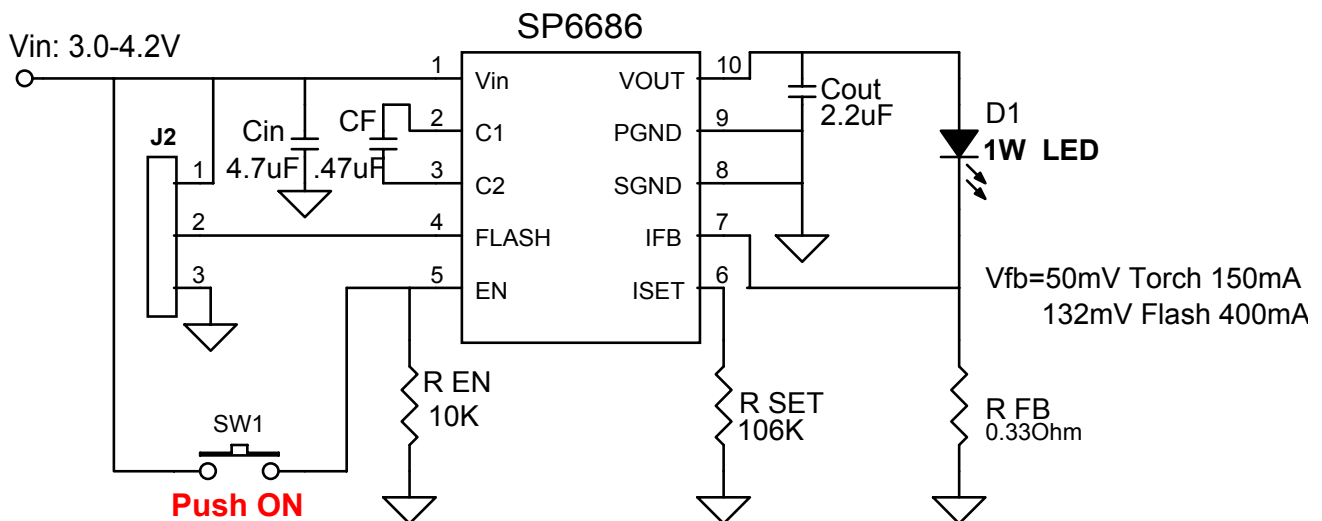 SP6686
Vin: 3.0-4.2V
1
Vin
VOUT
10
2
C1
PGND
9
3
C2
SGND
8
4
FLASH
IFB
7
5
EN
ISET
6
J2
1
2
3
Cin
4.7uF
CF
.47uF
Cout
2.2uF
D1
1W LED
Vfb=50mV Torch 150mA
132mV Flash 400mA
R EN
10K
R SET
106K
R FB
0.33Ohm
SW1
Push ON